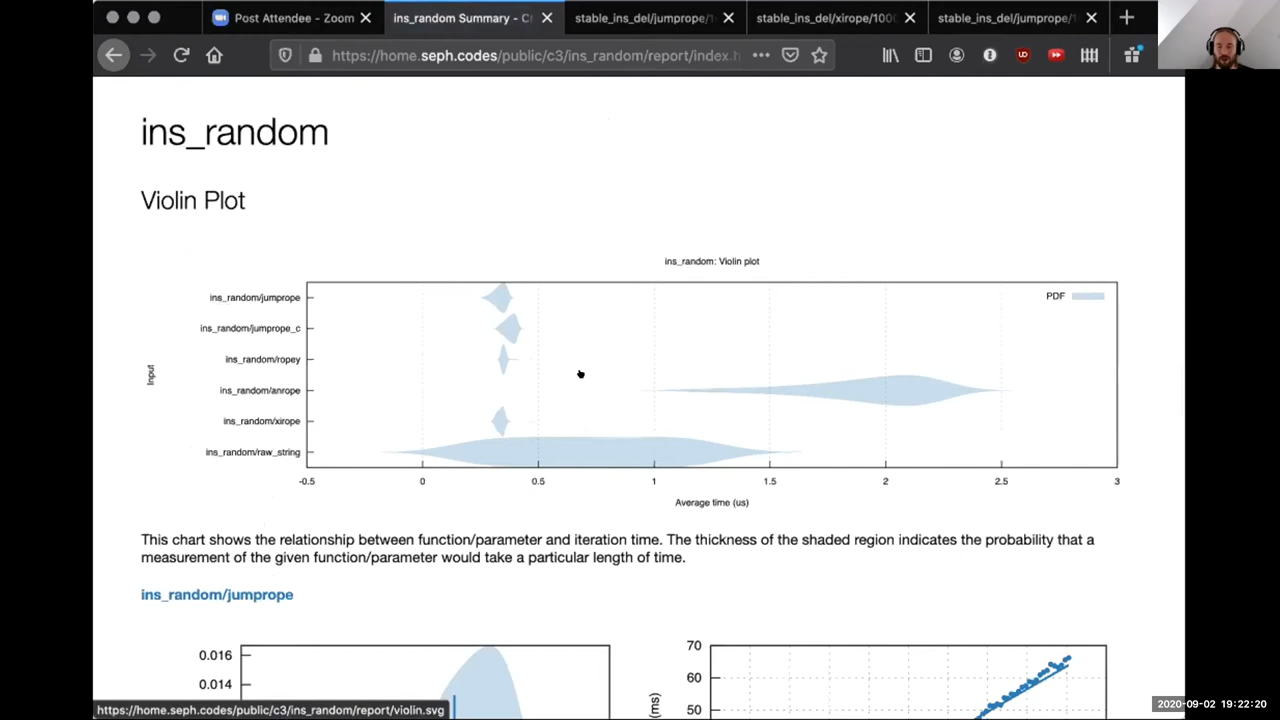 Post Attendee - Zoom
ins_random Summary - C
stable_ins_del/jumprope/1
stable_ins_del/xirope/100
stable_ins_del/jumprope/1
https://home.seph.codes/public/c3/ins_random/report/index.h
ins_random
Violin Plot
ins_random: Violin plot
PDF
Input
ins_random/jumprope
ins_random/jumprope_c
ins_random/ropey
ins_random/anrope
ins_random/xirope
ins_random/raw_string
-0.5 0 0.5 1 1.5 2 2.5 3
Average time (us)
This chart shows the relationship between function/parameter and iteration time. The thickness of the shaded region indicates the probability that a
measurement of the given function/parameter would take a particular length of time.
ins_random/jumprope
0.016
0.014
70
60
50
(ms)
https://home.seph.codes/public/c3/ins_random/report/violin.svg
2020-09-02 19:22:20